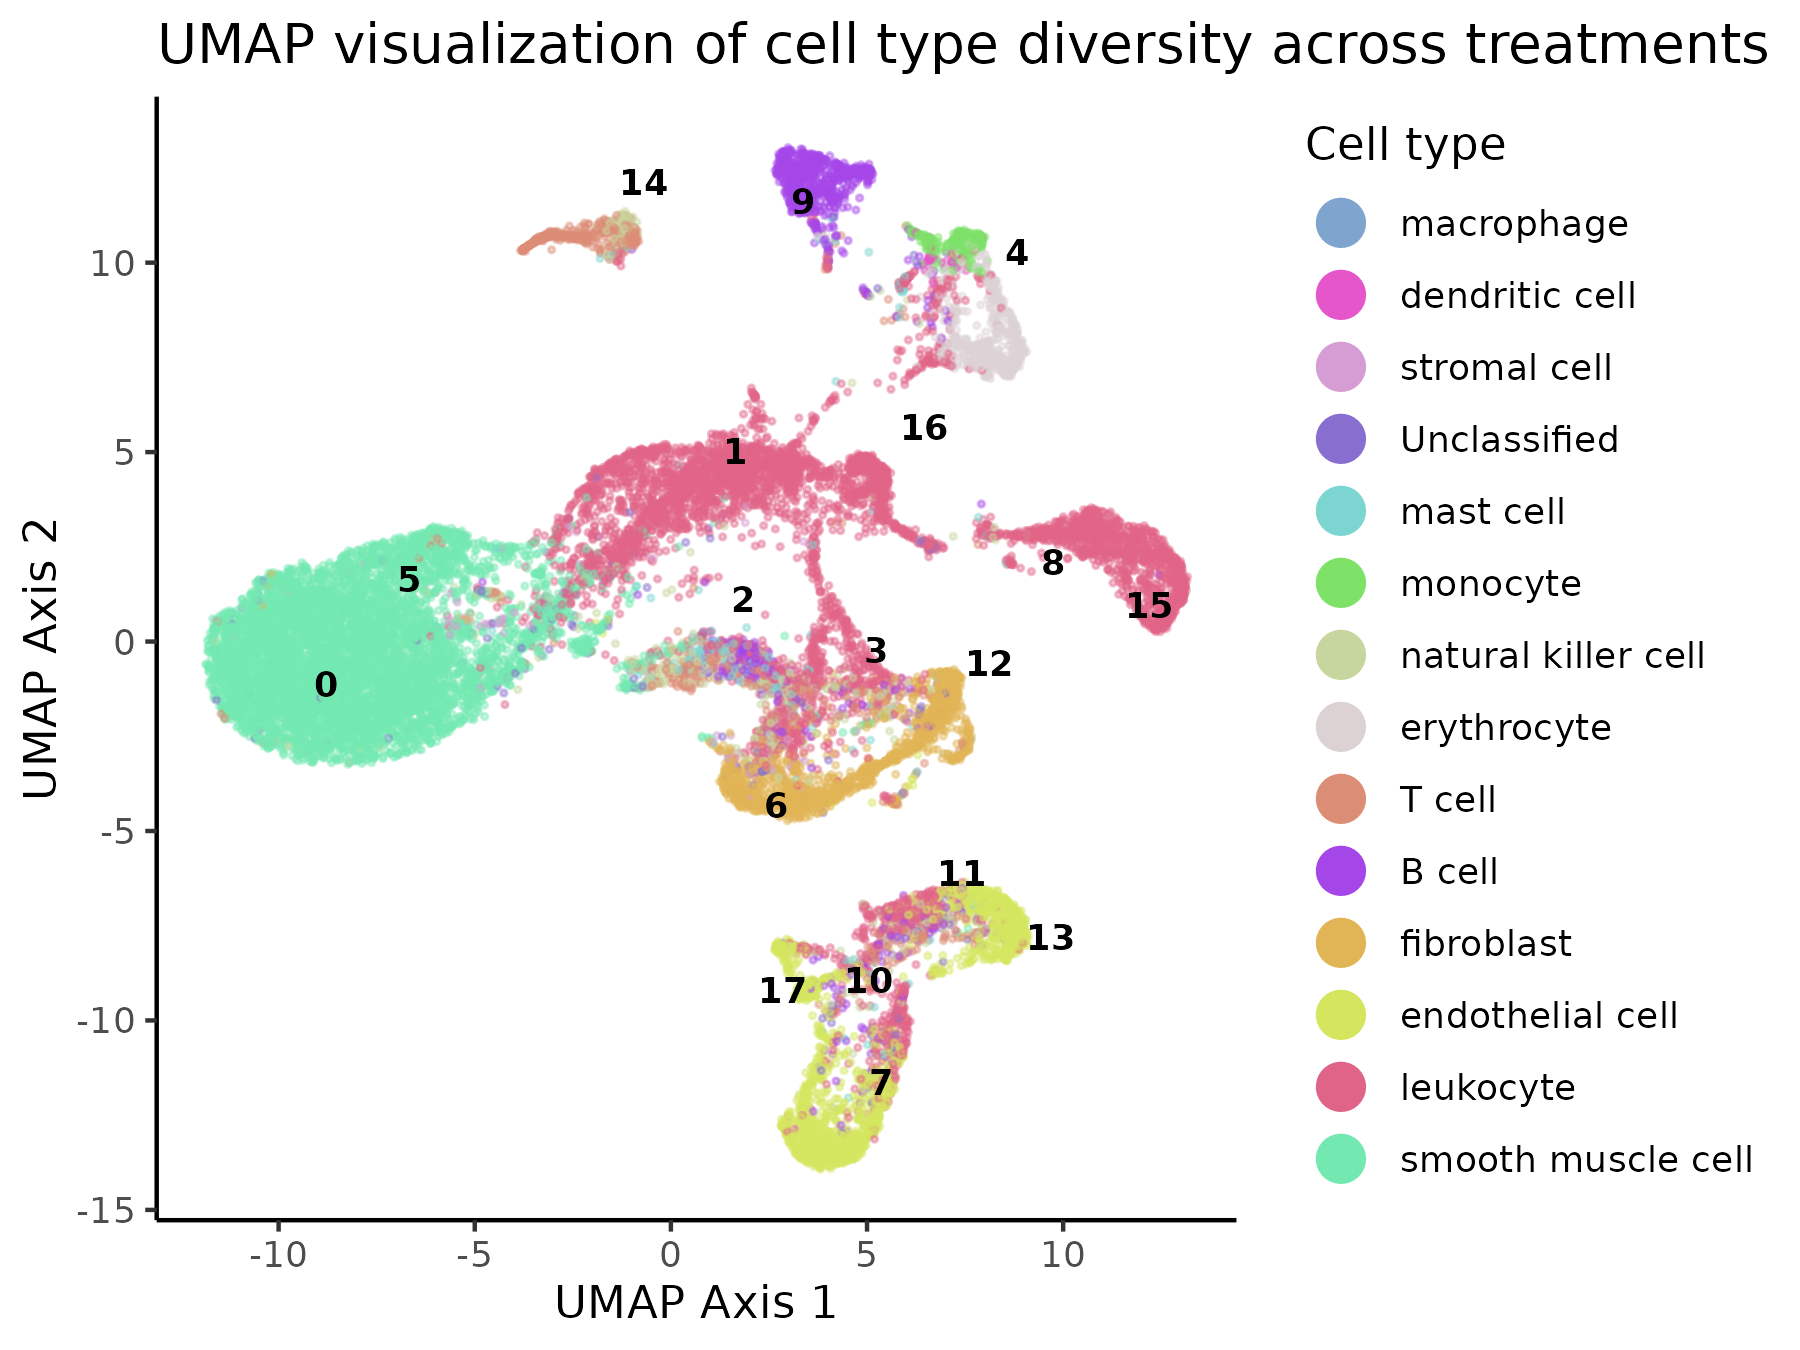 UMAP visualization of cell type diversity across treatments
Cell type
macrophage
dendritic cell
stromal cell
Unclassified
mast cell
monocyte
natural killer cell
erythrocyte
T cell
B cell
fibroblast
endothelial cell
leukocyte
smooth muscle cell
UMAP Axis 2
10
5
0
-5
-10
-15
14
9
4
16
1
5
8
2
15
3
12
0
6
11
13
10
17
7
-10
-5
0
5
10
UMAP Axis 1